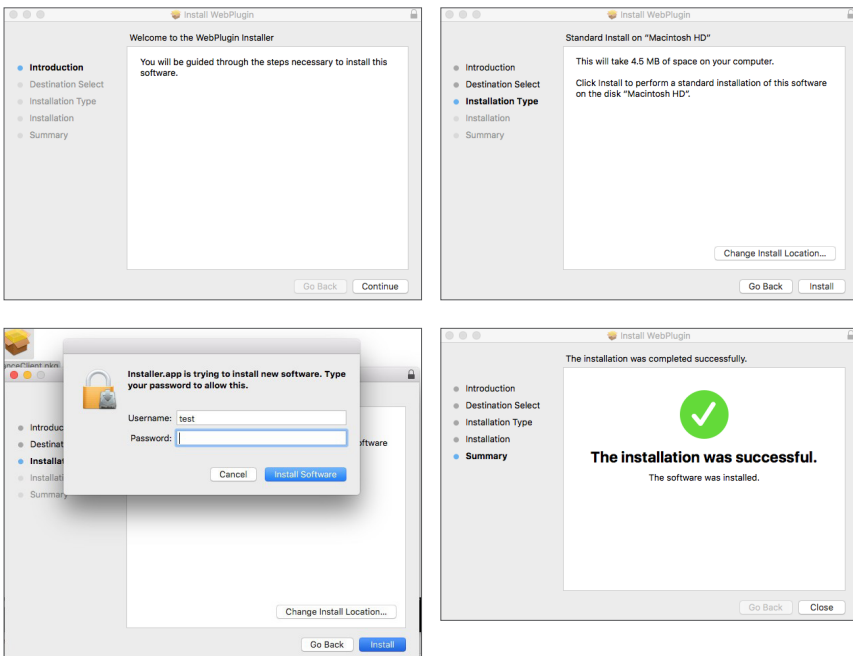 Install WebPlugin
Welcome to the WebPlugin Installer
Introduction
Destination Select
Installation Type
Installation
Summary
You will be guided through the steps necessary to install this
software.
Go Back
Continue
Install WebPlugin
Standard Install on “Macintosh HD”
Introduction
Destination Select
Installation Type
Installation
Summary
This will take 4.5 MB of space on your computer.
Click Install to perform a standard installation of this software
on the disk “Macintosh HD”.
Change Install Location...
Go Back
Install
Installer.app is trying to install new software. Type
your password to allow this.
Username: test
Password:
Cancel
Install Software
Introduc
Destinat
Installat
Installati
Summary
oftware
Change Install Location...
Go Back
Install
Install WebPlugin
The installation was completed successfully.
Introduction
Destination Select
Installation Type
Installation
Summary
The installation was successful.
The software was installed.
Go Back
Close